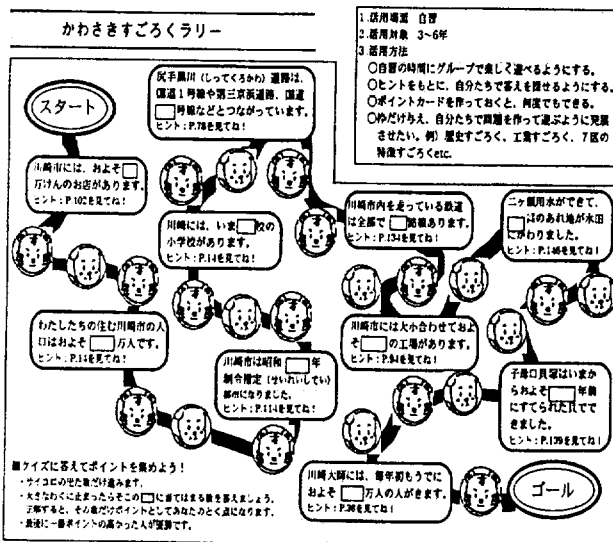 かわさきすごろくラリー
1.活用場面 自習
2.活用対象 3~6年
3.活用方法
○自習の時間にグループで楽しく遊べるようにする。
○ヒントをもとに、自分たちで答えを探せるようにする。
○ポイントカードを作っておくと、何度でもできる。
○わだけ与え、自分たちで問題を作って遊ぶように発展
させたい。例)歴史すごろく、工業すごろく、7区の
特徴すごろくetc.
スタート
川崎市には、およそ□
万けんのお店があります。
ヒント:P.102を見てね!
尻手黒川(しってくろかわ)道路は、
国道1号線や第三京浜道路、国道
□号線などとつながっています。
ヒント:P.78を見てね!
川崎には、いま□校の
小学校があります。
ヒント:P.14を見てね!
川崎市内を走っている鉄道
は全部で□路線あります。
ヒント:P.134を見てね!
二ヶ領用水ができて、
□ものあれ地が水田
にかわりました。
ヒント:P.146を見てね!
わたしたちの住む川崎市の人
口はおよそ□万人です。
ヒント:P.14を見てね!
川崎市は昭和□年
制令指定(せいれいしてい)
都市になりました。
ヒント:P.114を見てね!
川崎市には大小合わせておよ
そ□の工場があります。
ヒント:P.94を見てね!
子母口貝塚はいまか
らおよそ□年前
にすてられた貝でで
きました。
ヒント:P.139を見てね!
川崎大師には、毎年初もうでに
およそ□万人の人がきます。
ヒント:P.36を見てね!
ゴール
■クイズに答えてポイントを集めよう!
・サイコロの出た数だけ進みます。
・大きなわくに止まったらそこの□に当てはまる数を答えましょう。
正解すると、その数だけポイントとしてあなたのとく点になります。
・最後に一番ポイントの高かった人が優勝です。